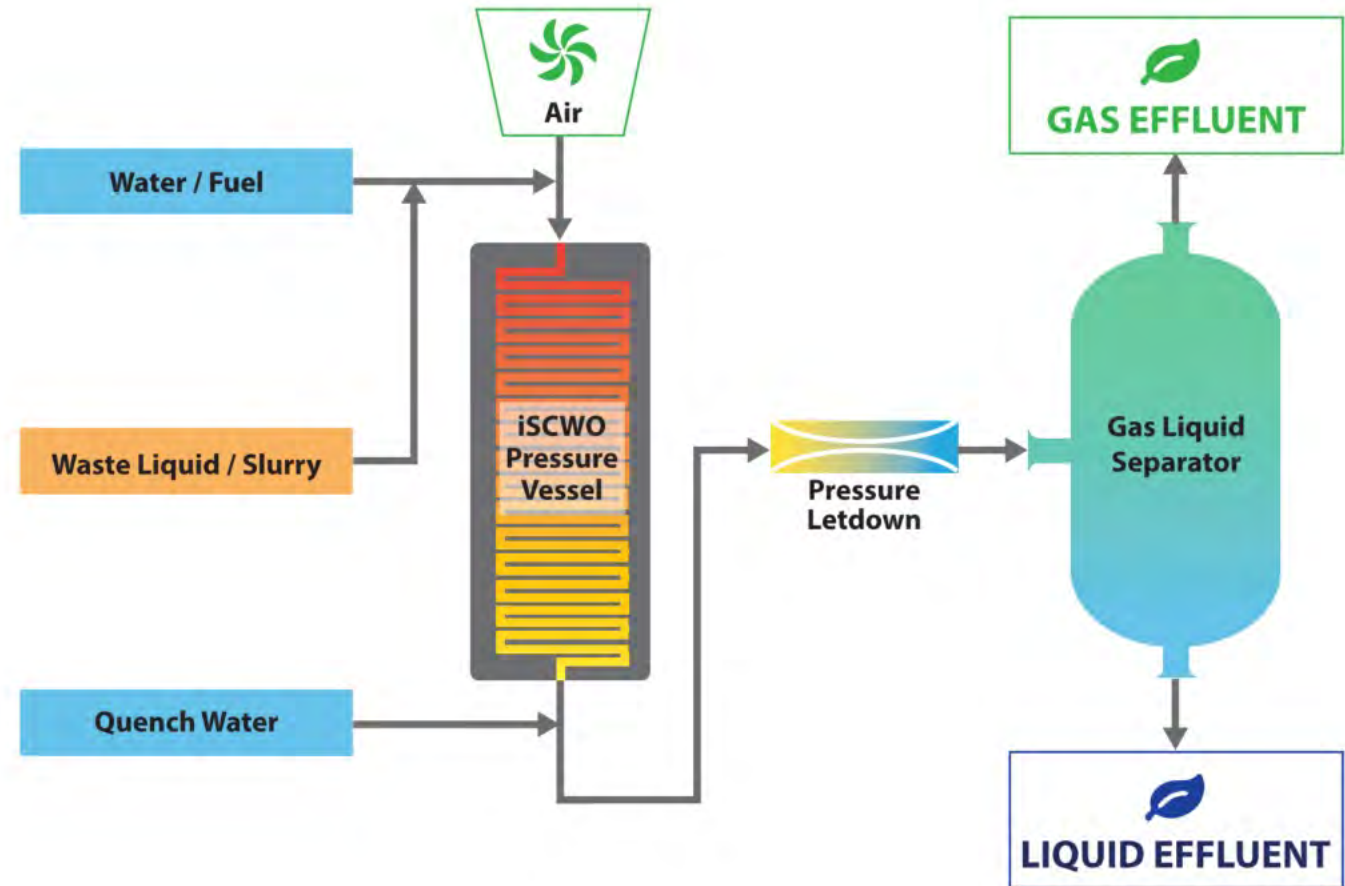 Air
GAS EFFLUENT
Water / Fuel
Waste Liquid / Slurry
iSCWO
Pressure
Vessel
Pressure
Letdown
Gas Liquid
Separator
Quench Water
LIQUID EFFLUENT